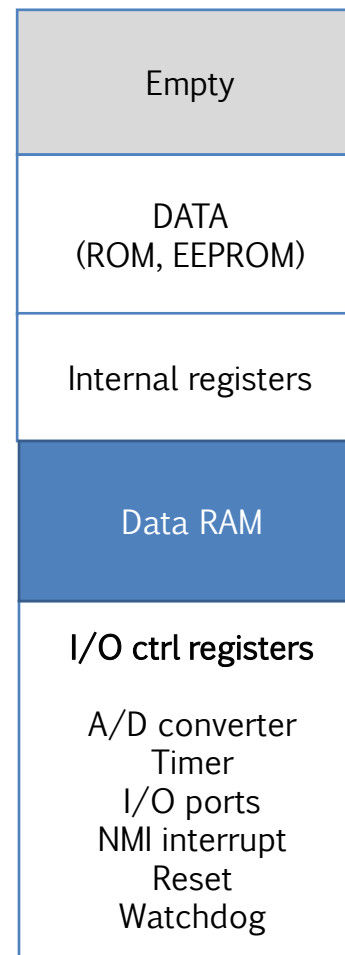 Empty
DATA
(ROM, EEPROM)
Internal registers
Data RAM
I/O ctrl registers
A/D converter
Timer
I/O ports
NMI interrupt
Reset
Watchdog